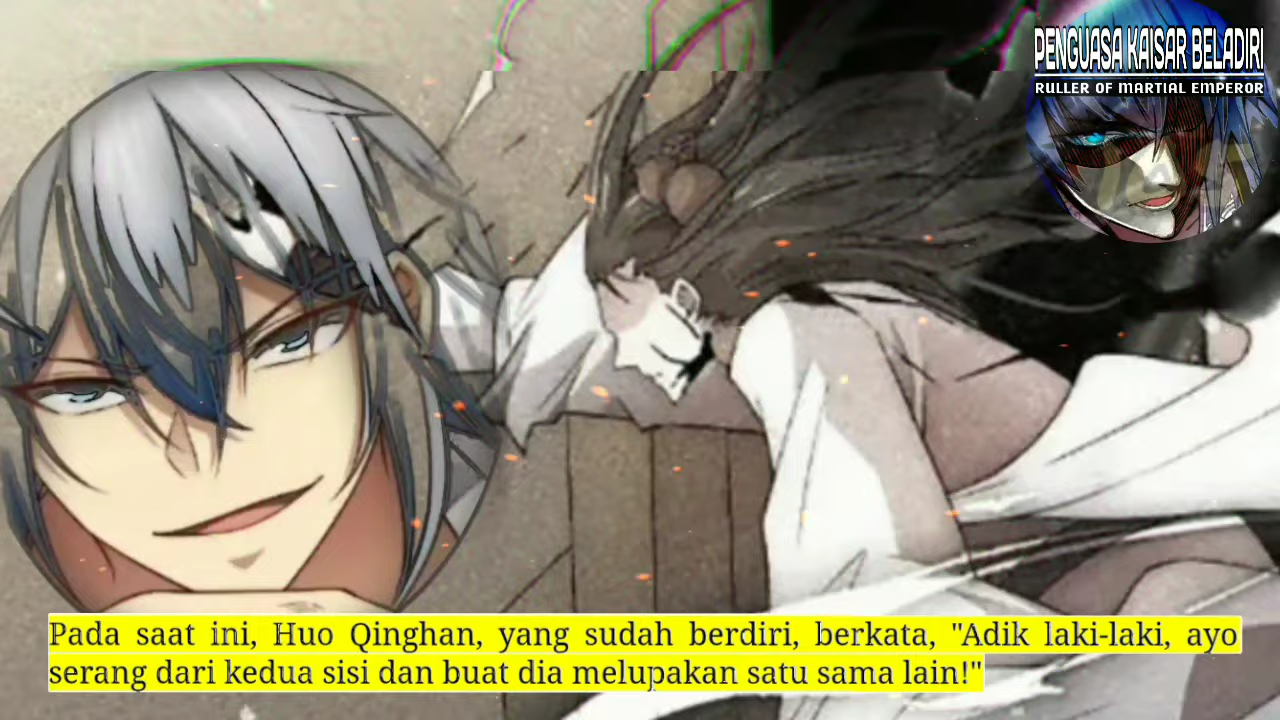 PENGUASA KAISAR BELADIRI
RULLER OF MARTIAL EMPEROR
Pada saat ini, Huo Qinghan, yang sudah berdiri, berkata, "Adik laki-laki, ayo
serang dari kedua sisi dan buat dia melupakan satu sama lain!"